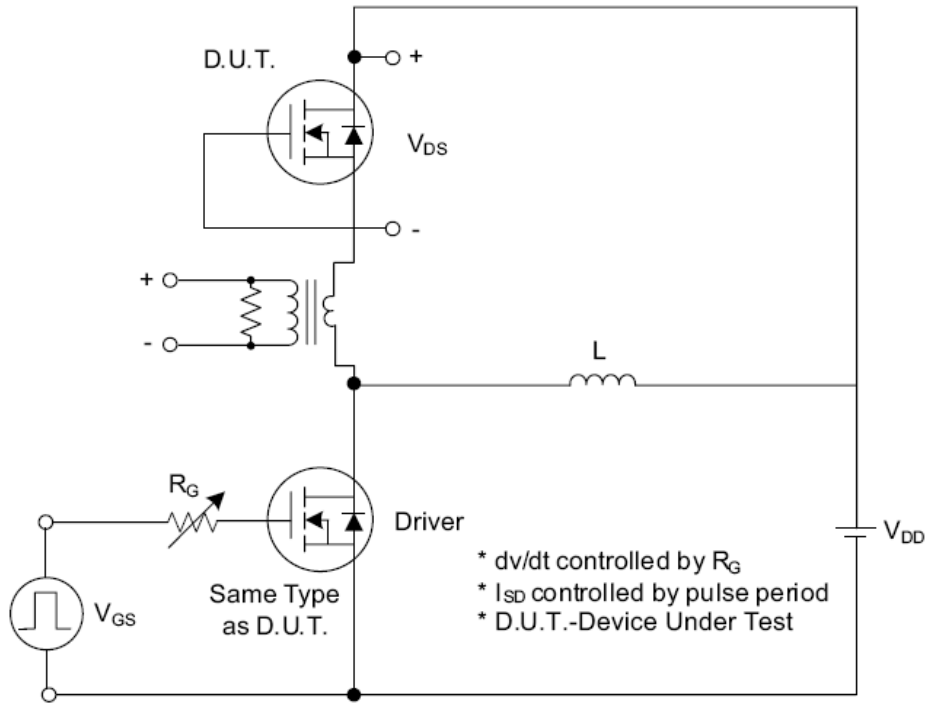 D.U.T.
+
VDS
-
+
-
L
RG
Driver
VDD
VGS
Same Type
as D.U.T.
* dv/dt controlled by RG
* ISD controlled by pulse period
* D.U.T.-Device Under Test